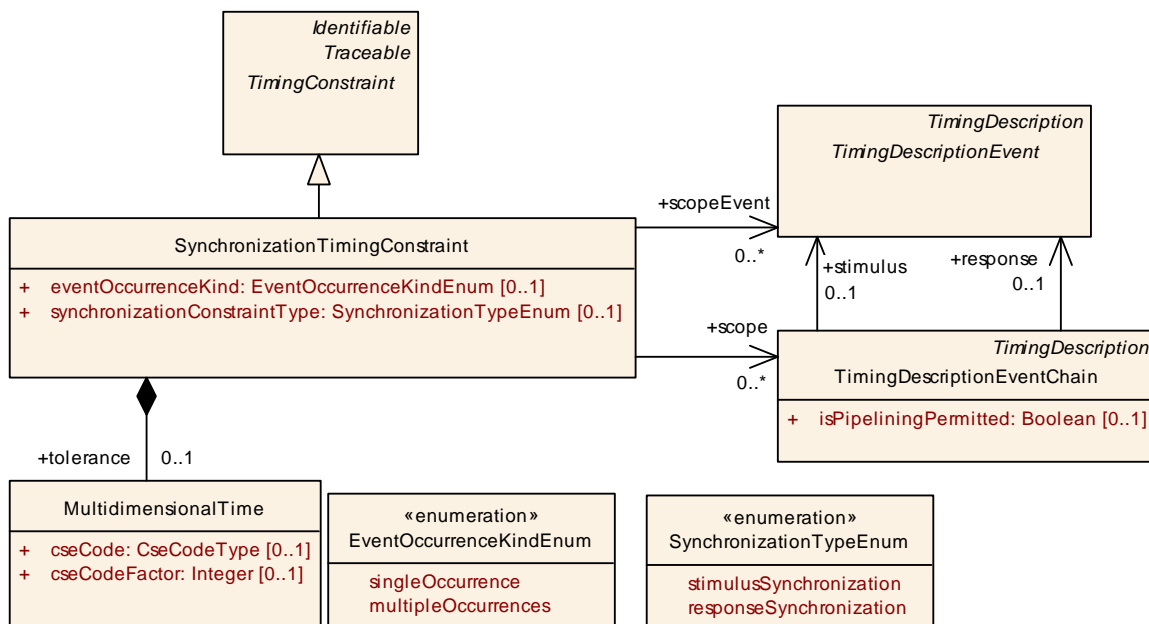 Identifiable
Traceable
TimingConstraint
TimingDescription
TimingDescriptionEvent
+scopeEvent
0..*
SynchronizationTimingConstraint
+ eventOccurrenceKind: EventOccurrenceKindEnum [0..1]
+ synchronizationConstraintType: SynchronizationTypeEnum [0..1]
+stimulus
0..1
+response
0..1
+scope
0..*
TimingDescription
TimingDescriptionEventChain
+ isPipeliningPermitted: Boolean [0..1]
+tolerance 0..1
MultidimensionalTime
+ cseCode: CseCodeType [0..1]
+ cseCodeFactor: Integer [0..1]
«enumeration»
EventOccurrenceKindEnum
singleOccurrence
multipleOccurrences
«enumeration»
SynchronizationTypeEnum
stimulusSynchronization
responseSynchronization